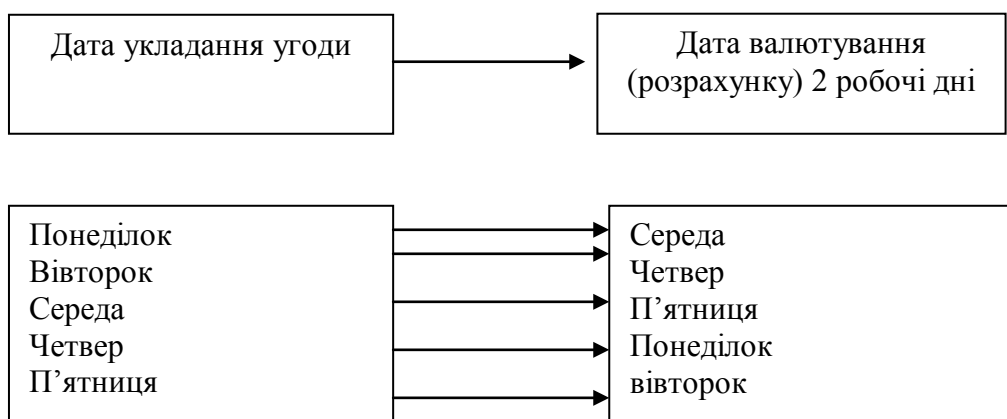 Дата укладання угоди
Дата валютування
(розрахунку) 2 робочі дні
Понеділок
Вівторок
Середа
Четвер
П’ятниця
Середа
Четвер
П’ятниця
Понеділок
вівторок